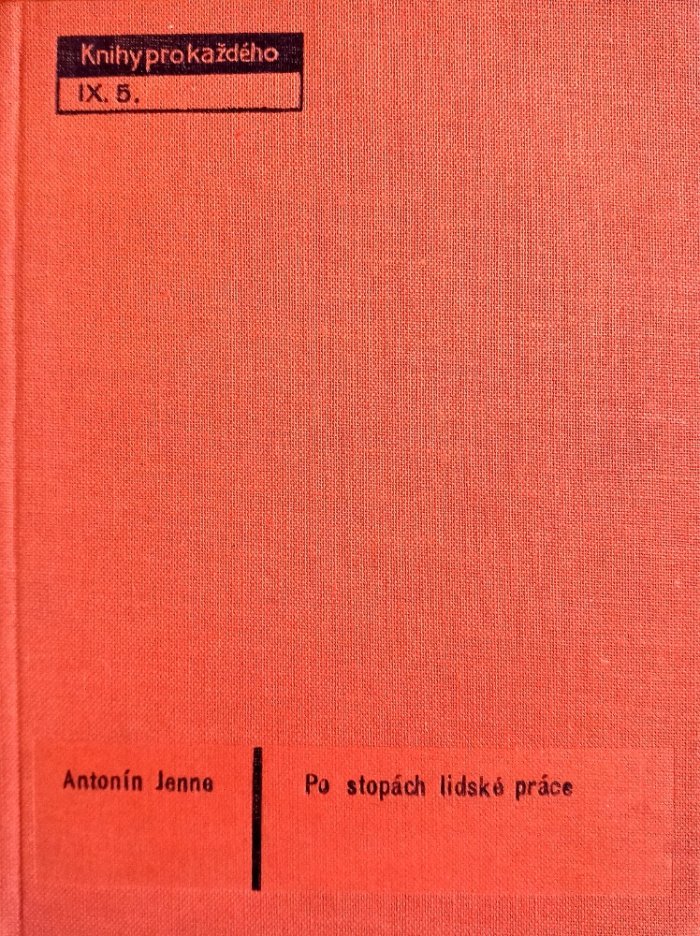 Knihy pro každého
IX. 5.
Antonín Jenne
Po stopách lidské práce